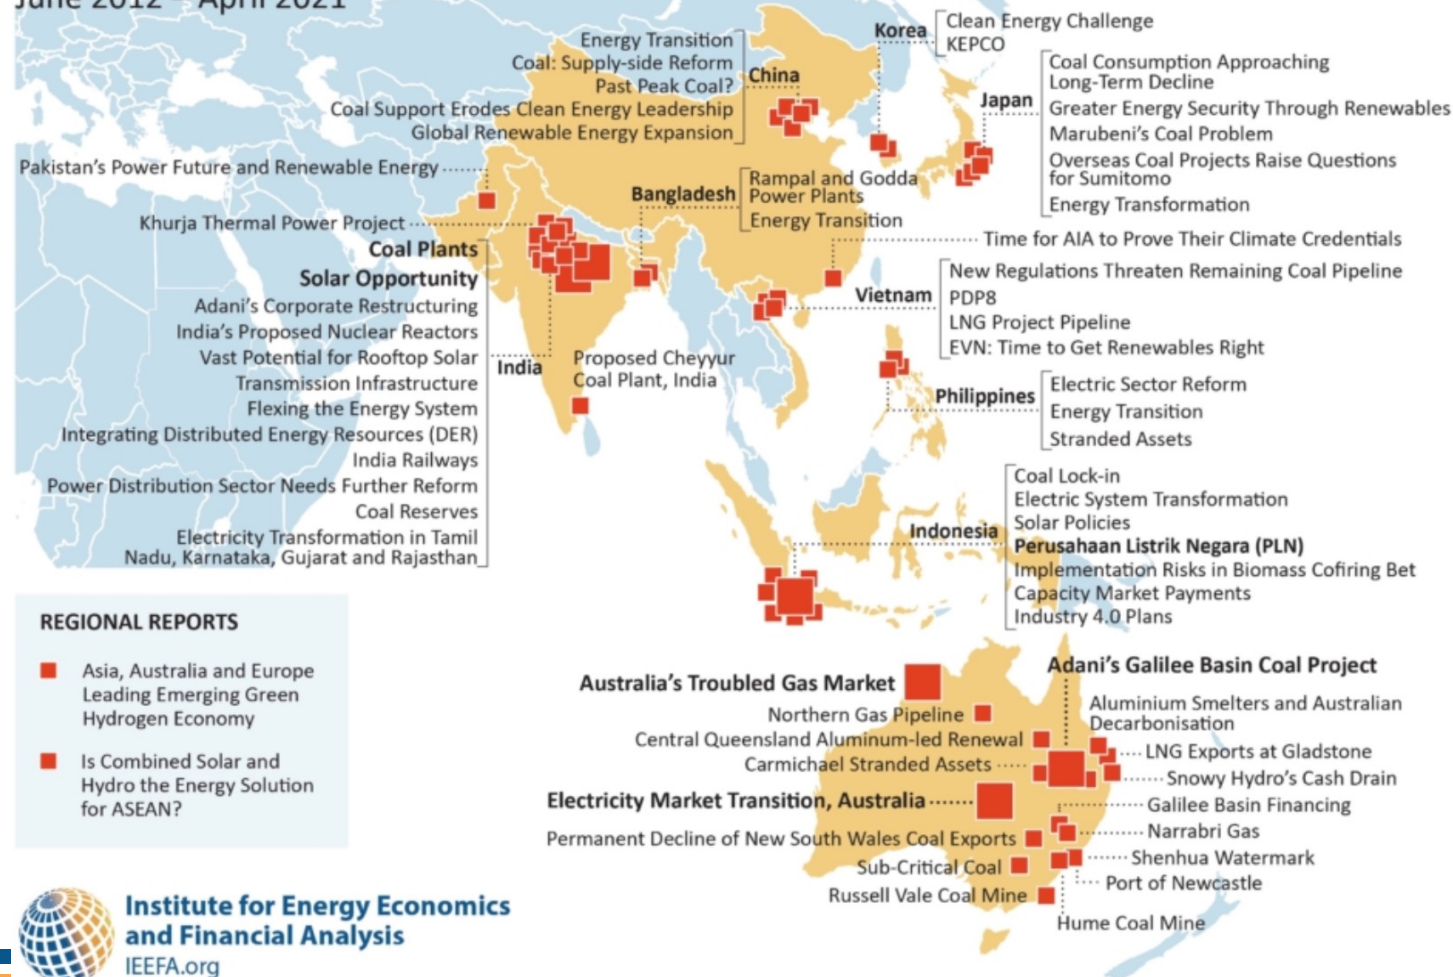 June 2012 – April 2021
Korea
Clean Energy Challenge
KEPCO
China
Energy Transition
Coal: Supply-side Reform
Past Peak Coal?
Coal Support Erodes Clean Energy Leadership
Global Renewable Energy Expansion
Japan
Coal Consumption Approaching
Long-Term Decline
Greater Energy Security Through Renewables
Marubeni's Coal Problem
Overseas Coal Projects Raise Questions
for Sumitomo
Energy Transformation
Pakistan's Power Future and Renewable Energy
Bangladesh
Rampal and Godda
Power Plants
Energy Transition
Khurja Thermal Power Project
Time for AIA to Prove Their Climate Credentials
Coal Plants
Solar Opportunity
Adani's Corporate Restructuring
India's Proposed Nuclear Reactors
Vast Potential for Rooftop Solar
Transmission Infrastructure
Flexing the Energy System
Integrating Distributed Energy Resources (DER)
India Railways
Power Distribution Sector Needs Further Reform
Coal Reserves
Electricity Transformation in Tamil
Nadu, Karnataka, Gujarat and Rajasthan
India
Proposed Cheyyur
Coal Plant, India
Vietnam
New Regulations Threaten Remaining Coal Pipeline
PDP8
LNG Project Pipeline
EVN: Time to Get Renewables Right
Philippines
Electric Sector Reform
Energy Transition
Stranded Assets
Indonesia
Coal Lock-in
Electric System Transformation
Solar Policies
Perusahaan Listrik Negara (PLN)
Implementation Risks in Biomass Cofiring Bet
Capacity Market Payments
Industry 4.0 Plans
REGIONAL REPORTS
Asia, Australia and Europe
Leading Emerging Green
Hydrogen Economy
Is Combined Solar and
Hydro the Energy Solution
for ASEAN?
Australia's Troubled Gas Market
Northern Gas Pipeline
Central Queensland Aluminum-led Renewal
Carmichael Stranded Assets
Electricity Market Transition, Australia
Permanent Decline of New South Wales Coal Exports
Sub-Critical Coal
Russell Vale Coal Mine
Adani's Galilee Basin Coal Project
Aluminium Smelters and Australian
Decarbonisation
LNG Exports at Gladstone
Snowy Hydro's Cash Drain
Galilee Basin Financing
Narrabri Gas
Shenhua Watermark
Port of Newcastle
Hume Coal Mine
Institute for Energy Economics
and Financial Analysis
IEEFA.org